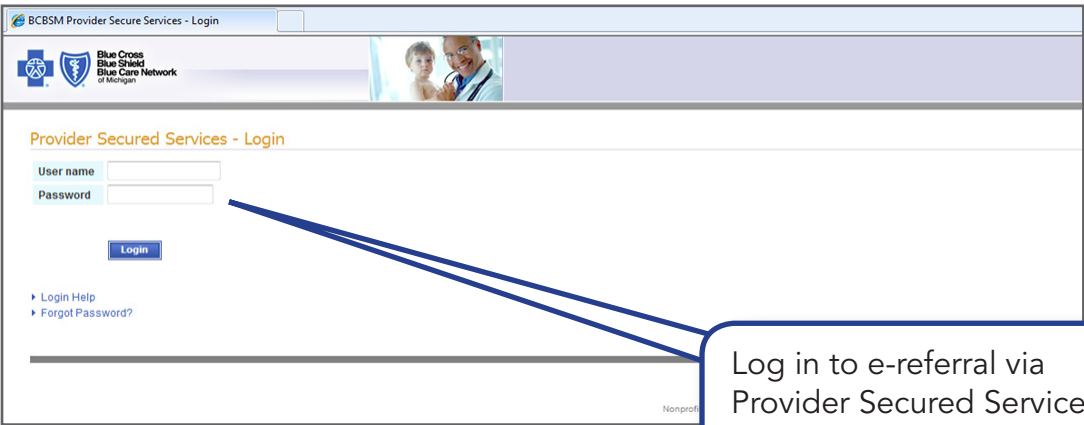 BCBSM Provider Secure Services - Login
Blue Cross
Blue Shield
Blue Care Network
of Michigan
Provider Secured Services - Login
User name
Password
Login
Login Help
Forgot Password?
Log in to e-referral via
Provider Secured Service